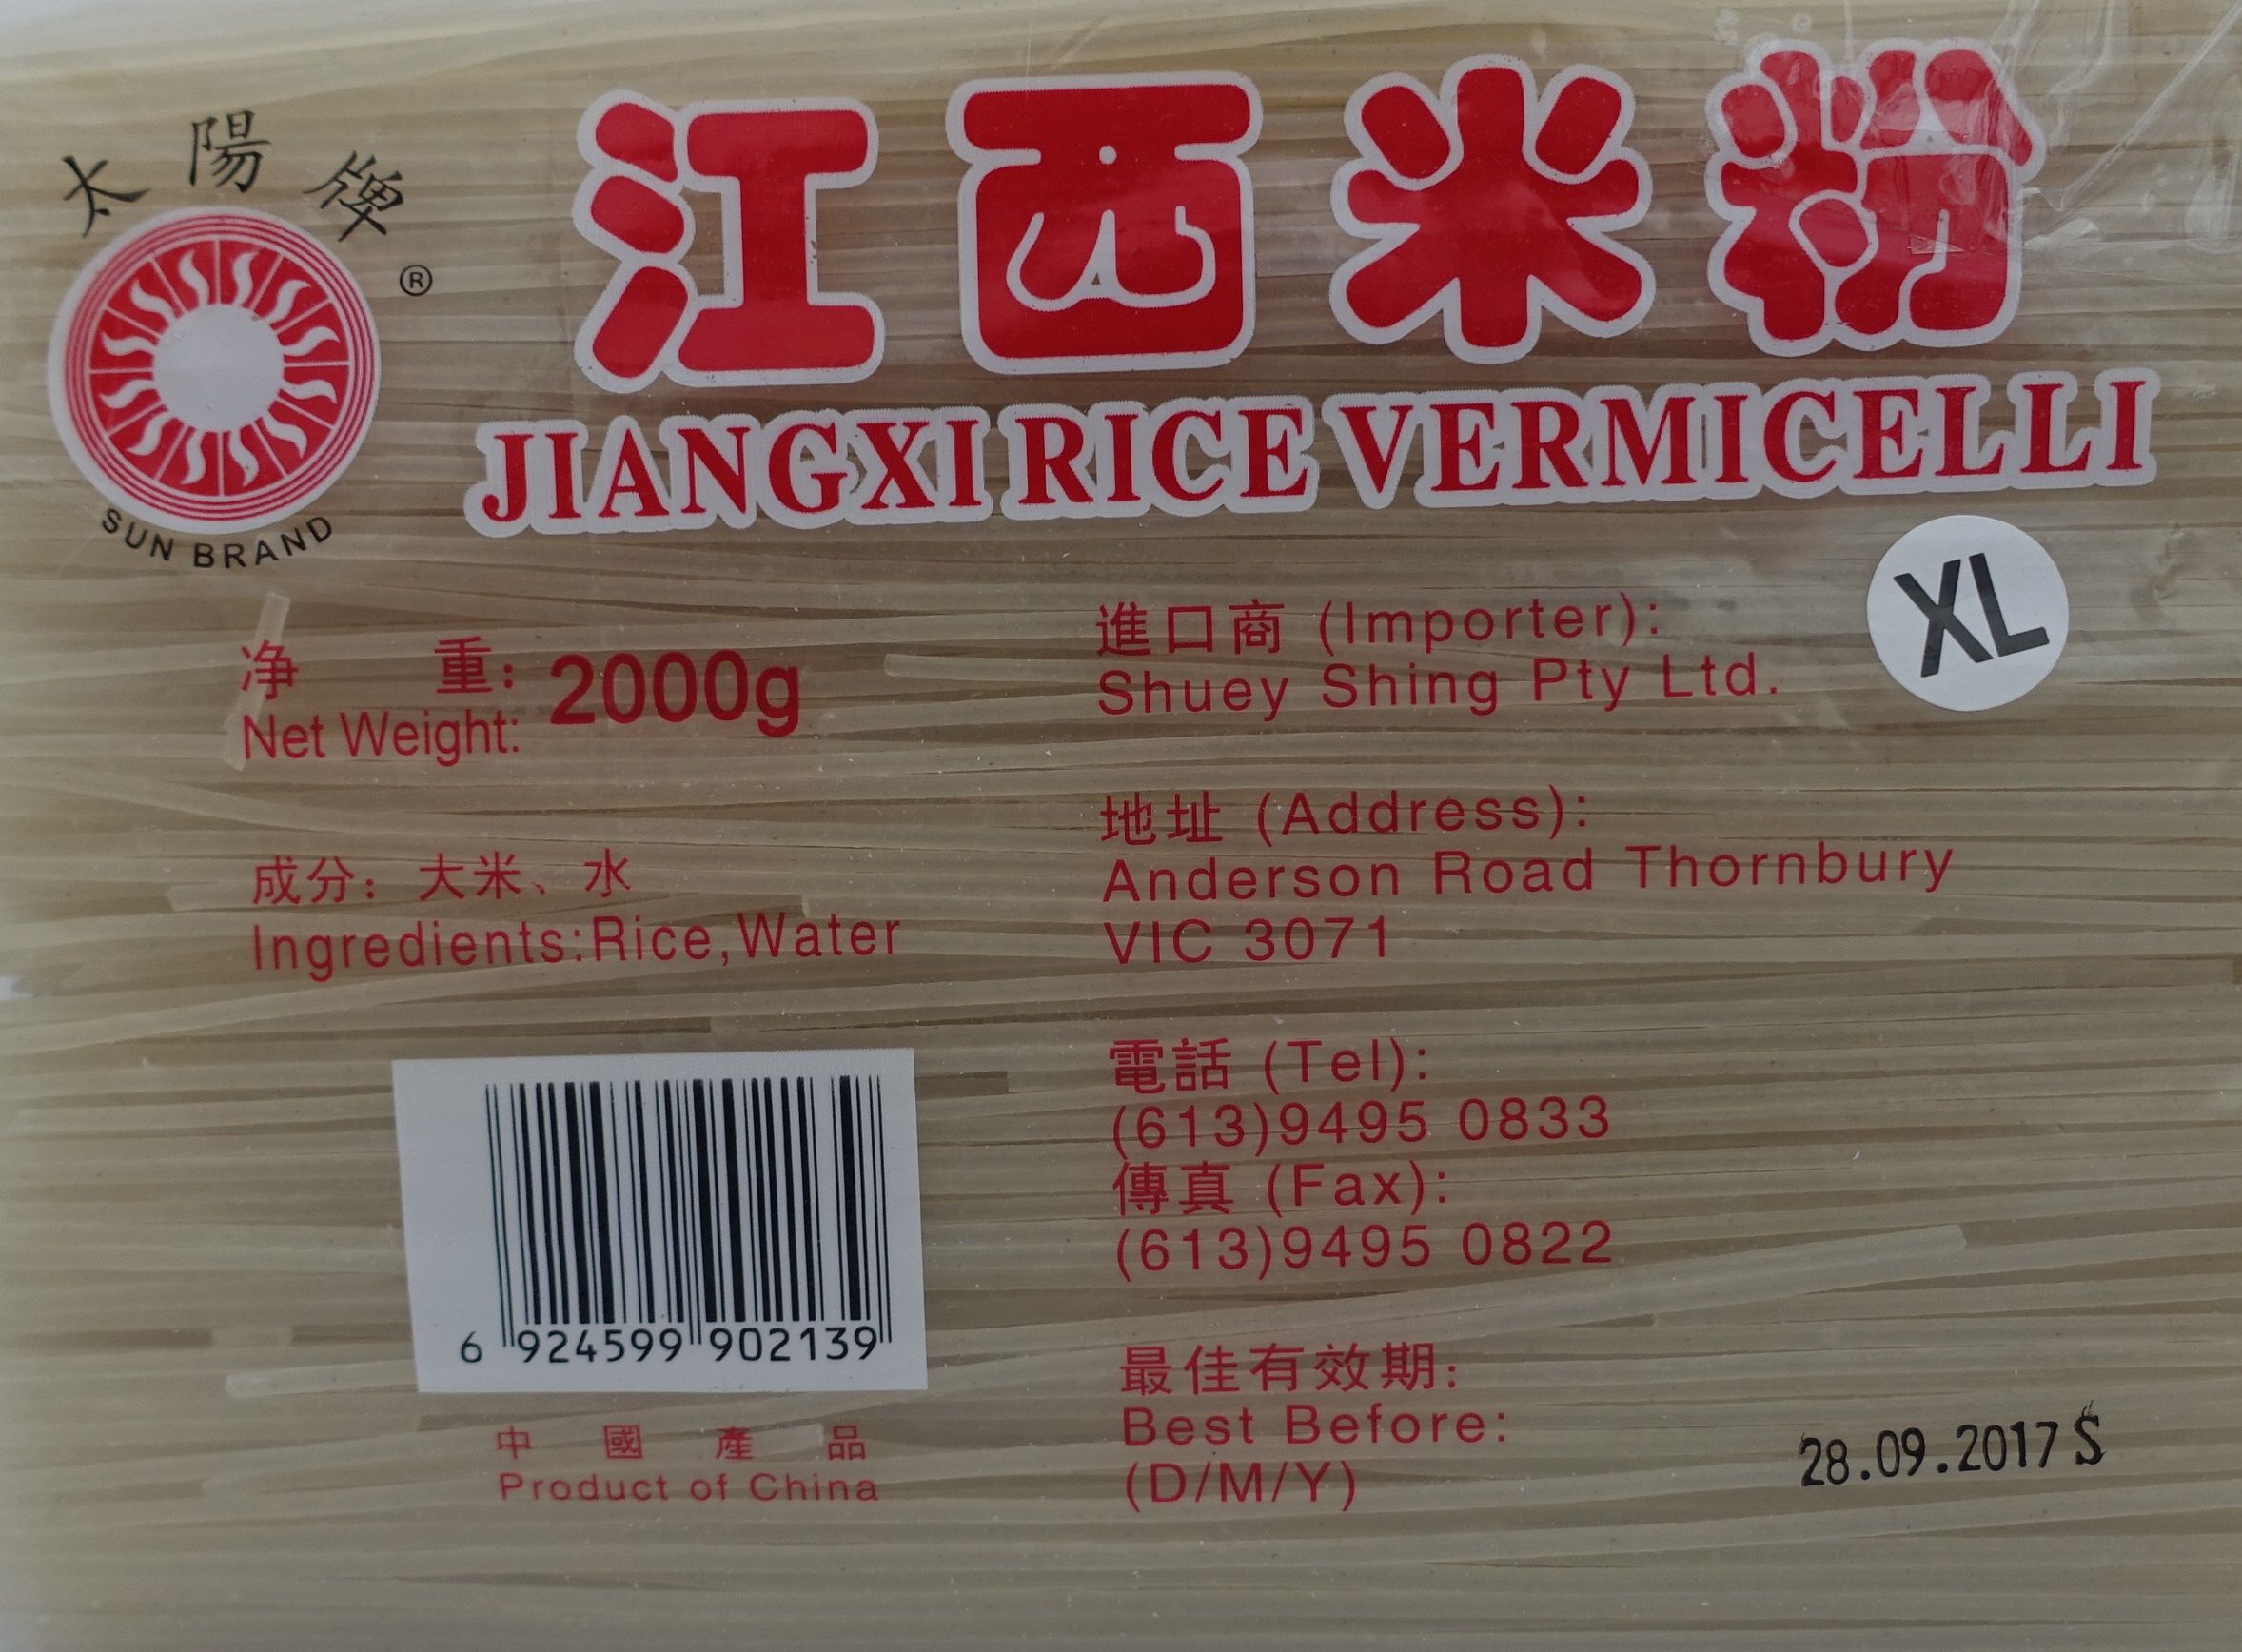 太陽牌
®
SUN BRAND
江西米粉
JIANGXI RICE VERMICELLI
XL
净 重: 2000g
Net Weight:
成分: 大米、水
Ingredients:Rice,Water
6 924599 902139
中國產品
Product of China
進口商 (Importer):
Shuey Shing Pty Ltd.
地址 (Address):
Anderson Road Thornbury
VIC 3071
電話 (Tel):
(613)9495 0833
傳真 (Fax):
(613)9495 0822
最佳有效期:
Best Before:
(D/M/Y)
28.09.2017 S